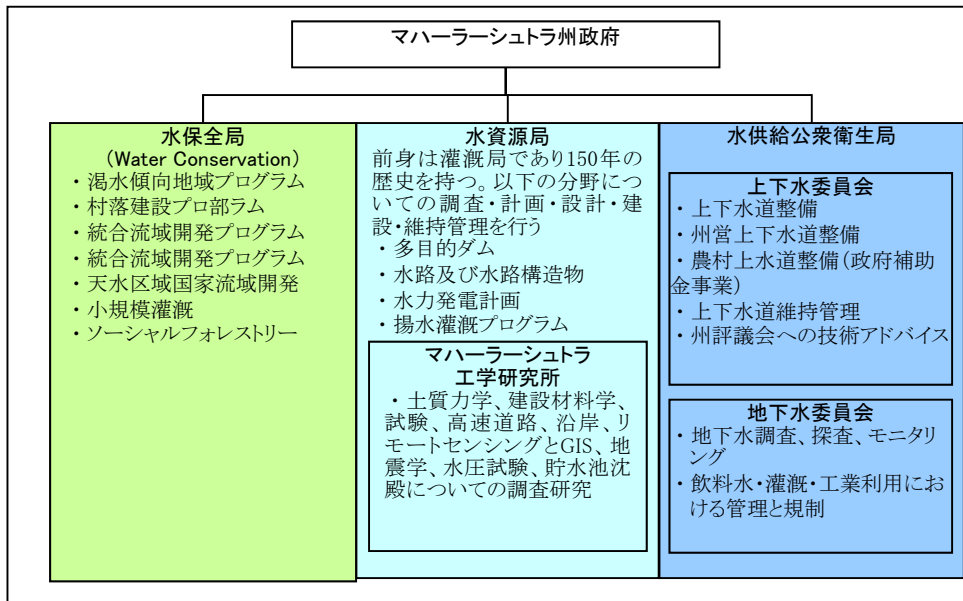 マハーラーシュトラ州政府
水保全局
(Water Conservation)
・渇水傾向地域プログラム
・村落建設プロ部ラム
・統合流域開発プログラム
・統合流域開発プログラム
・天水区域国家流域開発
・小規模灌漑
・ソーシャルフォレストリー
水資源局
前身は灌漑局であり150年の
歴史を持つ。以下の分野につ
いての調査・計画・設計・建
設・維持管理を行う
・多目的ダム
・水路及び水路構造物
・水力発電計画
・揚水灌漑プログラム
マハーラーシュトラ
工学研究所
・土質力学、建設材料学、
試験、高速道路、沿岸、リ
モートセンシングとGIS、地
震学、水圧試験、貯水池沈
殿についての調査研究
水供給公衆衛生局
上下水委員会
・上下水道整備
・州営上下水道整備
・農村上水道整備(政府補助
金事業)
・上下水道維持管理
・州評議会への技術アドバイス
地下水委員会
・地下水調査、探査、モニタリ
ング
・飲料水・灌漑・工業利用にお
ける管理と規制